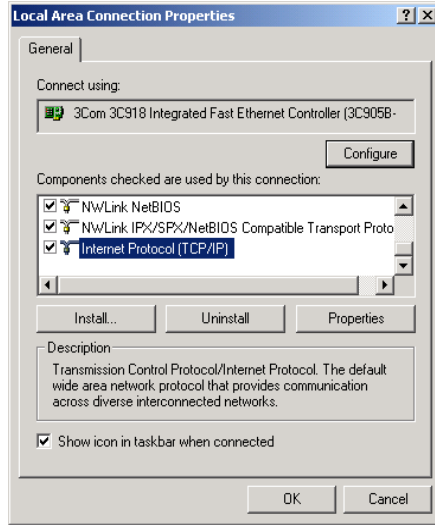 Local Area Connection Properties
General
Connect using:
3Com 3C918 Integrated Fast Ethernet Controller (3C905B-
Configure
Components checked are used by this connection:
NWLink NetBIOS
NWLink IPX/SPX/NetBIOS Compatible Transport Proto
Internet Protocol (TCP/IP)
Install... Uninstall Properties
Description
Transmission Control Protocol/Internet Protocol. The default
wide area network protocol that provides communication
across diverse interconnected networks.
Show icon in taskbar when connected
OK Cancel